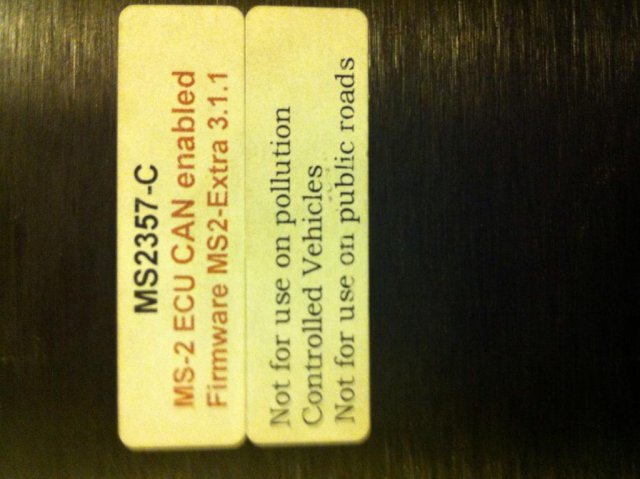 MS2357-C
MS-2 ECU CAN enabled
Firmware MS2-Extra 3.1.1
Not for use on pollution
Controlled Vehicles
Not for use on public roads